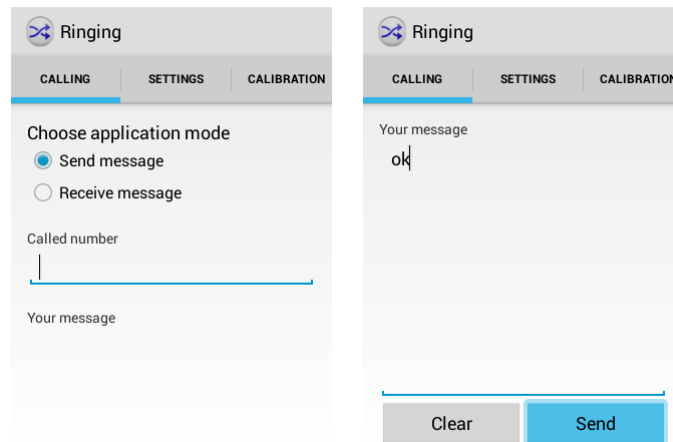 Ringing
CALLING SETTINGS CALIBRATION
Choose application mode
Send message
Receive message
Called number
Your message
Ringing
CALLING SETTINGS CALIBRATION
Your message
ok
Clear Send